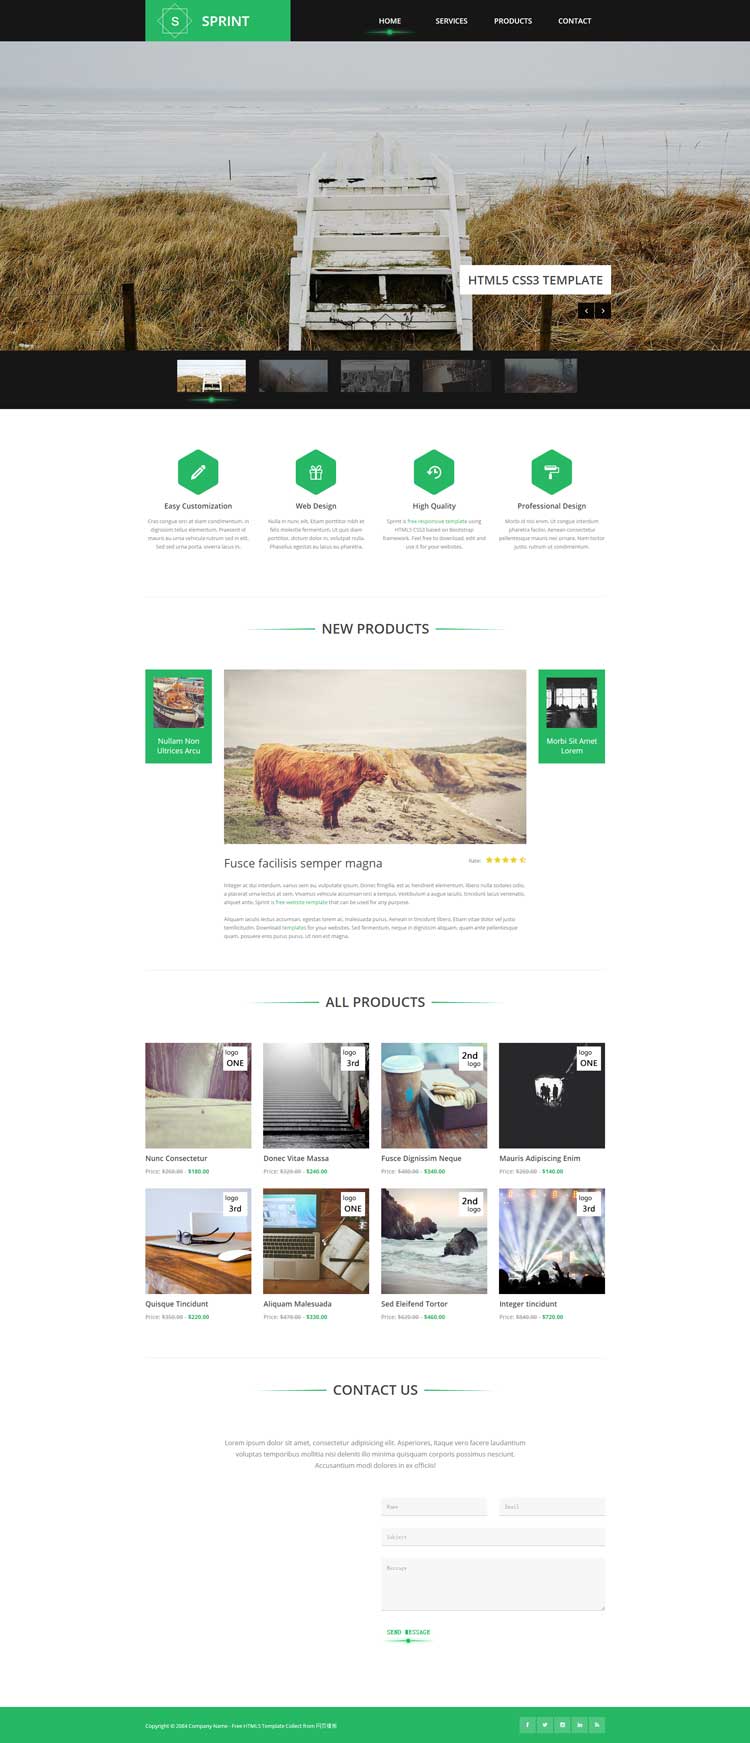 S SPRINT
HOME SERVICES PRODUCTS CONTACT
HTML5 CSS3 TEMPLATE
Easy Customization
Cras congue orci at diam condimentum, in
dignissim tellus elementum. Praesent id
mauris eu urna vehicula rutrum sed in elit.
Sed sed urna porta, viverra lacus in,
Web Design
Nulla in nunc elit. Etiam porttitor nibh et
felis molestie fermentum. Ut quis diam
porttitor, dictum dolor in, volutpat nulla.
Phasellus egestas eu lacus eu pharetra.
High Quality
Sprint is free responsive template using
HTML5 CSS3 based on Bootstrap
framework. Feel free to download, edit and
use it for your websites.
Professional Design
Morbi id nisi enim. Ut congue interdum
pharetra facilisi. Aenean consectetur
pellentesque mauris nec ornare. Nam tortor
justo, rutrum ut condimentum.
NEW PRODUCTS
Nullam Non
Ultrices Arcu
Morbi Sit Amet
Lorem
Fusce facilisis semper magna
Rate:
Integer ac dui interdum, varius sem eu, vulputate ipsum. Donec fringilla, est ac hendrerit elementum, libero nulla sodales odio,
a placerat urna lectus at sem. Vivamus vehicula accumsan orci a tempus. Vestibulum a augue iaculis, tincidunt lacus venenatis,
aliquet ante. Sprint is free website template that can be used for any purpose.
Aliquam iaculis lectus accumsan, egestas lorem ac, malesuada purus. Aenean in tincidunt libero. Etiam vitae dolor vel justo
sollicitudin. Download templates for your websites. Sed fermentum, neque in dignissim aliquam, quam ante pellentesque
quam, posuere eros purus purus, ut non est magna.
ALL PRODUCTS
logo
ONE
Nunc Consectetur
Price: $260.00 - $180.00
logo
3rd
Donec Vitae Massa
Price: $320.00 - $240.00
2nd
logo
Fusce Dignissim Neque
Price: $400.00 - $340.00
logo
ONE
Mauris Adipiscing Enim
Price: $250.00 - $140.00
logo
3rd
Quisque Tincidunt
Price: $350.00 - $220.00
logo
ONE
Aliquam Malesuada
Price: $470.00 - $330.00
2nd
logo
Sed Eleifend Tortor
Price: $620.00 - $460.00
logo
3rd
Integer tincidunt
Price: $840.00 - $720.00
CONTACT US
Lorem ipsum dolor sit amet, consectetur adipisicing elit. Asperiores, itaque vero facere laudantium
voluptas temporibus mollitia nisi deleniti illo minima quisquam corporis possimus nesciunt.
Accusantium modi dolores in ex officiis!
Name
Email
Subject
Message
SEND MESSAGE
Copyright © 2084 Company Name - Free HTML5 Template Collect from 网页模板